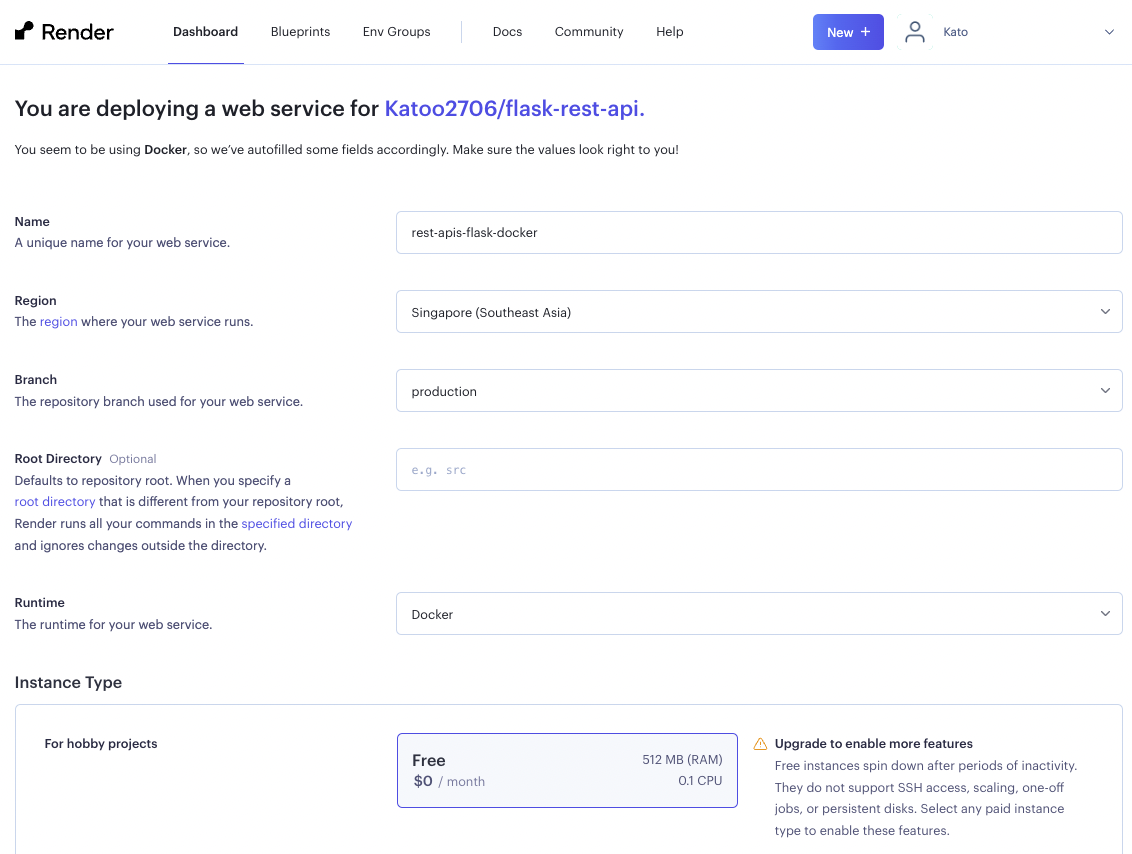 Render Dashboard Blueprints Env Groups Docs Community Help New + Kato
You are deploying a web service for Katoo2706/flask-rest-api.
You seem to be using Docker, so we’ve autofilled some fields accordingly. Make sure the values look right to you!
Name
A unique name for your web service.
rest-apis-flask-docker
Region
The region where your web service runs.
Singapore (Southeast Asia)
Branch
The repository branch used for your web service.
production
Root Directory Optional
Defaults to repository root. When you specify a
root directory that is different from your repository root,
Render runs all your commands in the specified directory
and ignores changes outside the directory.
e.g. src
Runtime
The runtime for your web service.
Docker
Instance Type
For hobby projects
Free 512 MB (RAM)
$0 / month 0.1 CPU
Upgrade to enable more features
Free instances spin down after periods of inactivity.
They do not support SSH access, scaling, one-off
jobs, or persistent disks. Select any paid instance
type to enable these features.